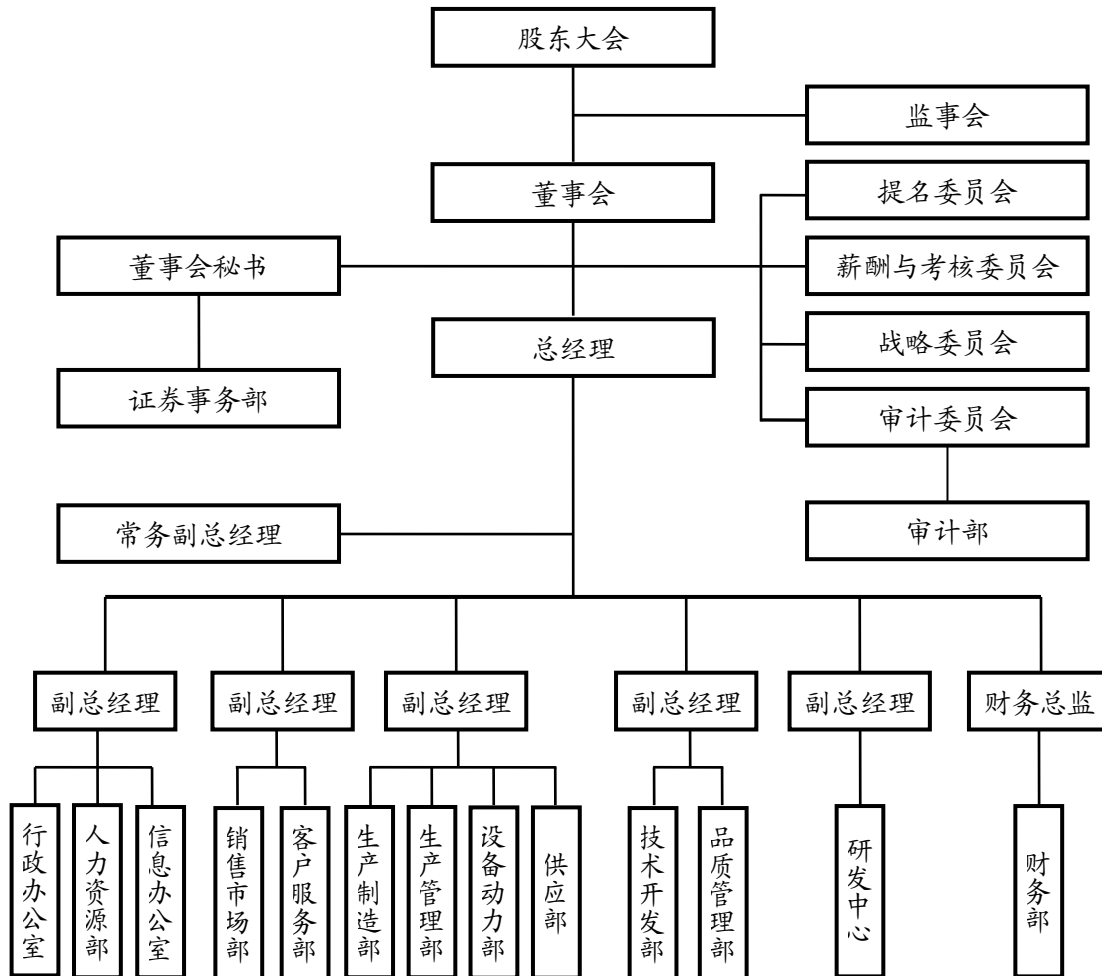 股东大会
监事会
董事会
提名委员会
董事会秘书
薪酬与考核委员会
总经理
战略委员会
证券事务部
审计委员会
常务副总经理
审计部
副总经理
副总经理
副总经理
副总经理
副总经理
财务总监
行政办公室
人力资源部
信息办公室
销售市场部
客户服务部
生产制造部
生产管理部
设备动力部
供应部
技术开发部
品质管理部
研发中心
财务部